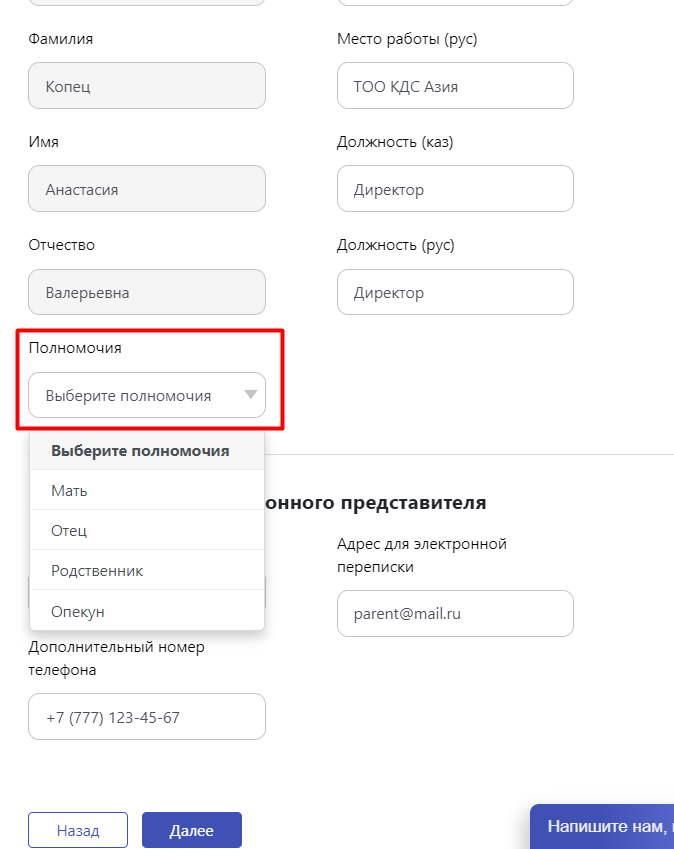 Фамилия
Место работы (рус)
Копец
ТОО КДС Азия
Имя
Должность (каз)
Анастасия
Директор
Отчество
Должность (рус)
Валерьевна
Директор
Полномочия
Выберите полномочия
Выберите полномочия
Мать
Отец
Родственник
Опекун
онного представителя
Адрес для электронной
переписки
parent@mail.ru
Дополнительный номер
телефона
+7 (777) 123-45-67
Назад
Далее
Напишите нам,